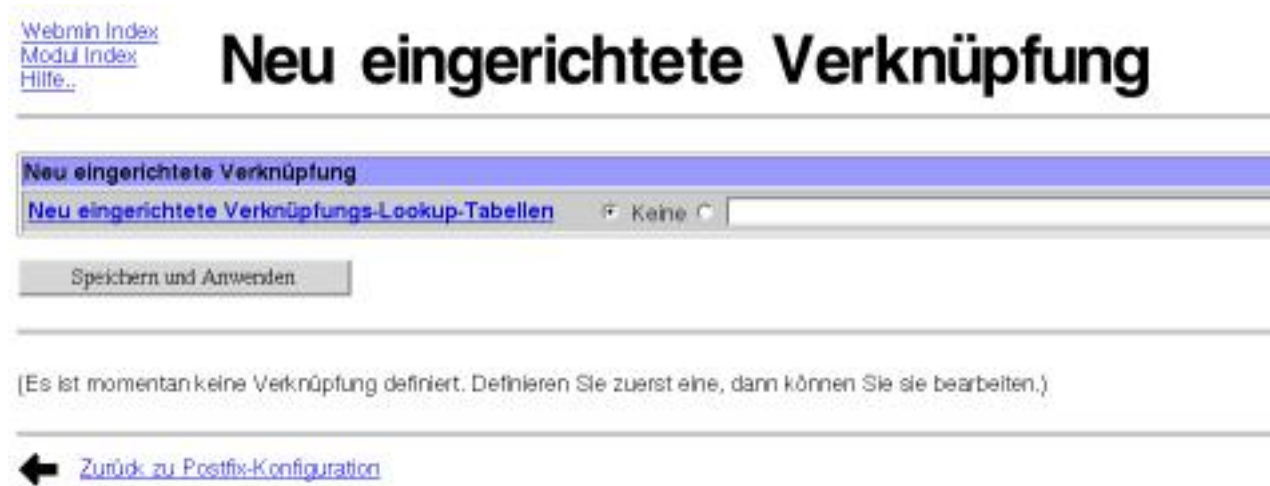 Webmin Index
Modul Index
Hilfe..
Neu eingerichtete Verknüpfung
Neu eingerichtete Verknüpfung
Neu eingerichtete Verknüpfungs-Lookup-Tabellen Keine
Speichern und Anwenden
(Es ist momentan keine Verknüpfung definiert. Definieren Sie zuerst eine, dann können Sie sie bearbeiten.)
Zurück zu Postfix-Konfiguration